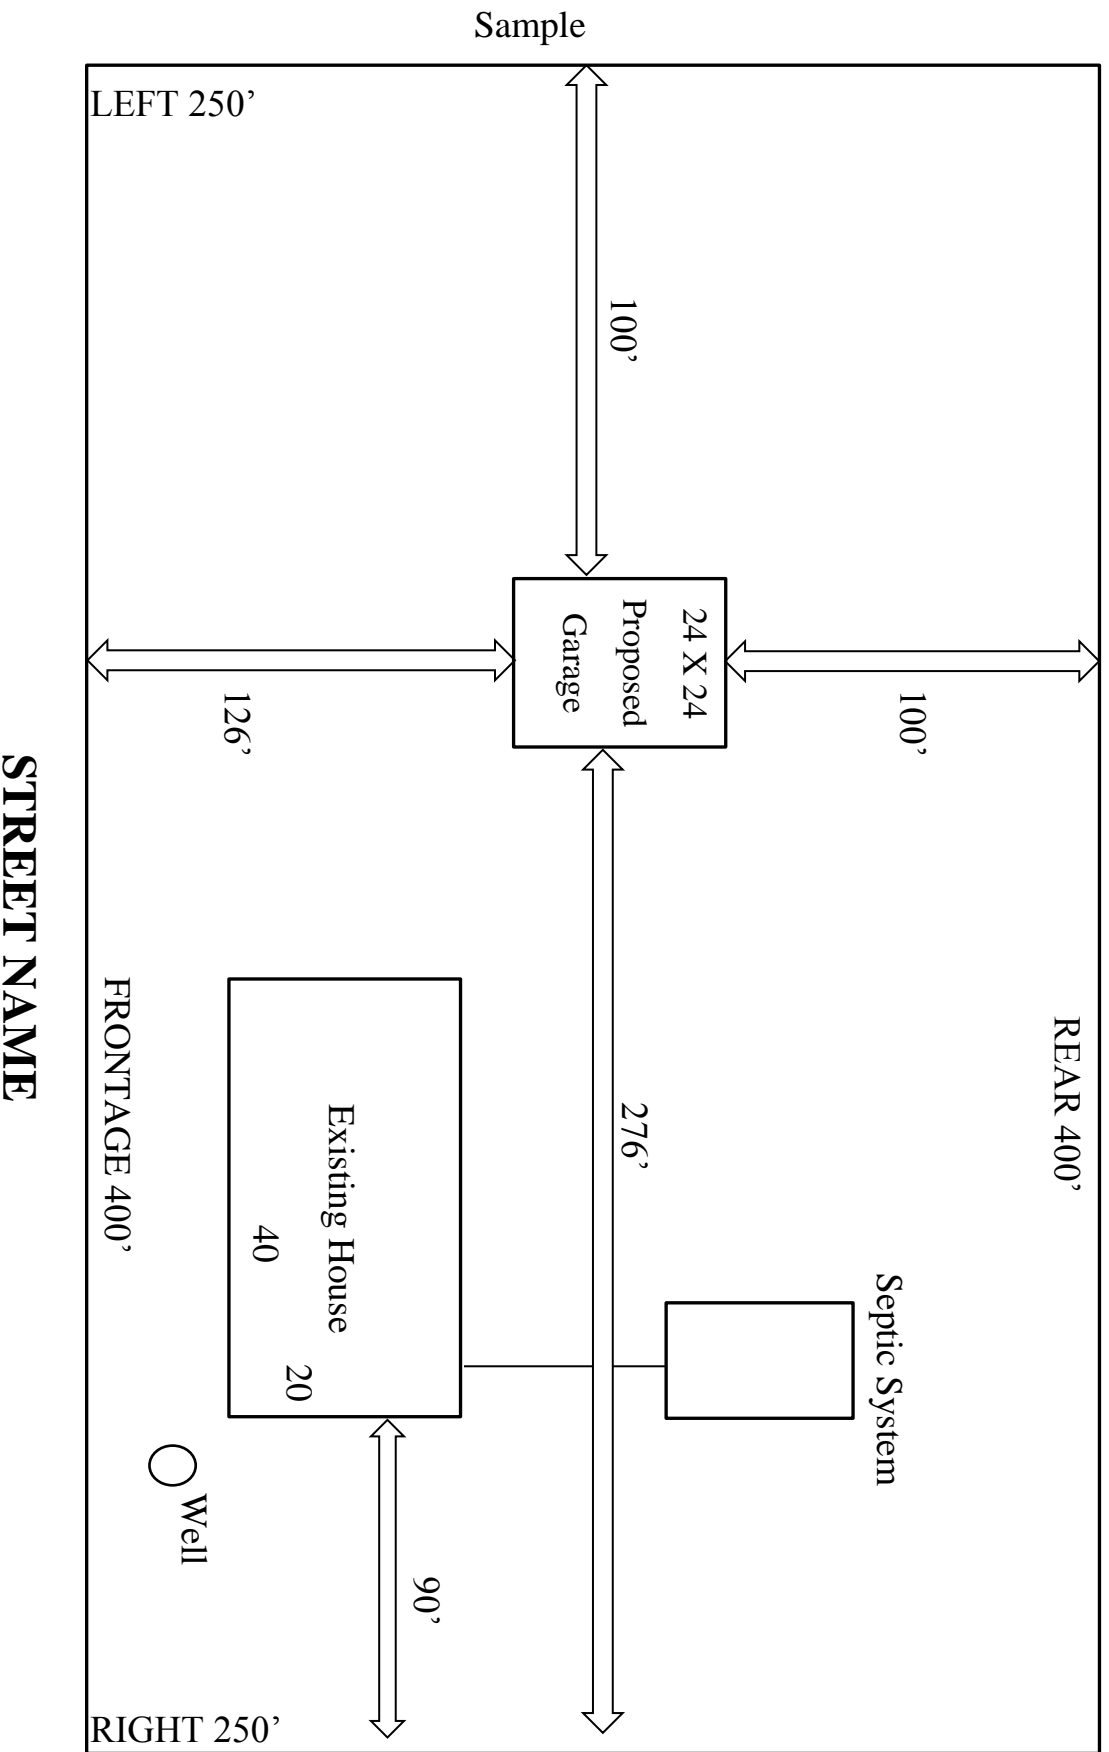 Sample
LEFT 250’
REAR 400’
100’
100’
24 X 24
Proposed
Garage
126’
276’
Septic System
Existing House
40
20
90’
Well
FRONTAGE 400’
RIGHT 250’
STREET NAME